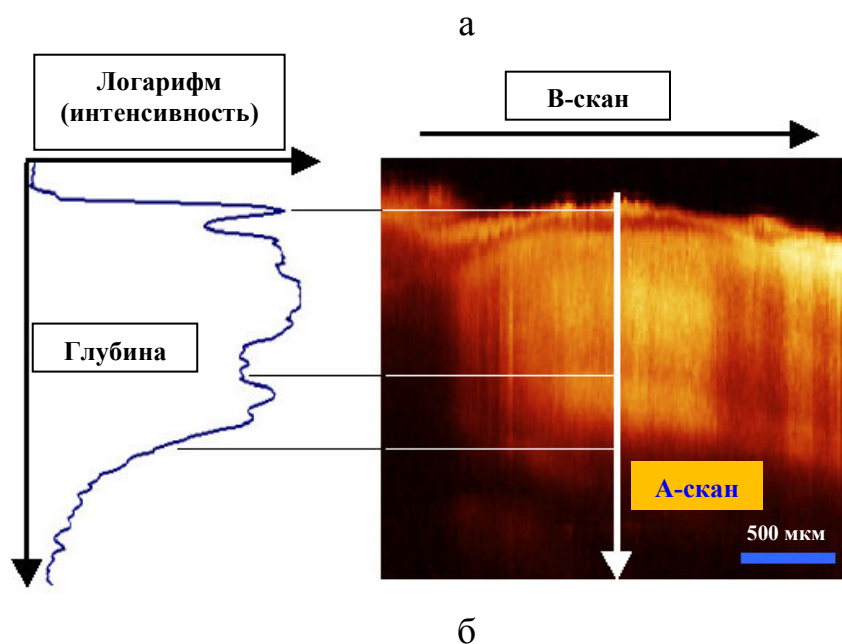 а
Логарифм
(интенсивность)
В-скан
Глубина
А-скан
500 мкм
б